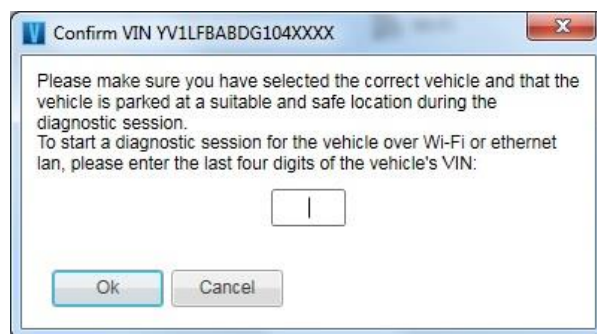 Confirm VIN YV1LFBABDG104XXXX
Please make sure you have selected the correct vehicle and that the
vehicle is parked at a suitable and safe location during the
diagnostic session.
To start a diagnostic session for the vehicle over Wi-Fi or ethernet
lan, please enter the last four digits of the vehicle's VIN:
Ok Cancel